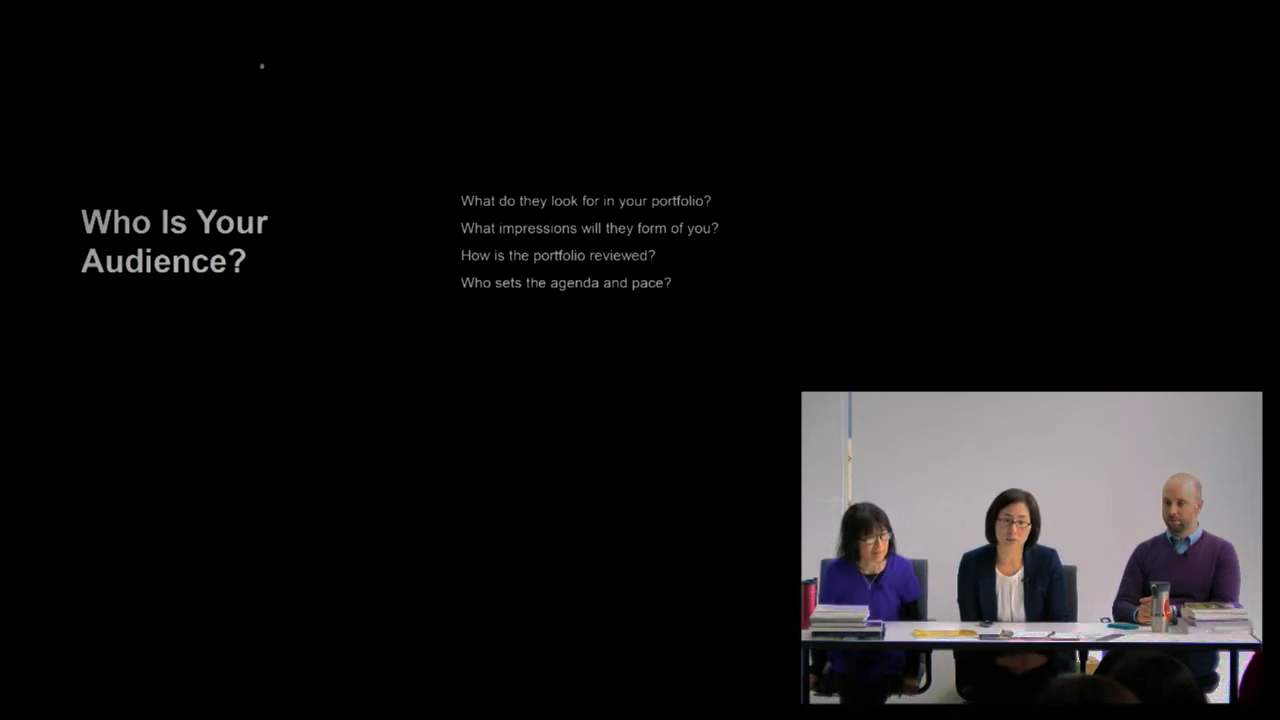 Who Is Your
Audience?
What do they look for in your portfolio?
What impressions will they form of you?
How is the portfolio reviewed?
Who sets the agenda and pace?